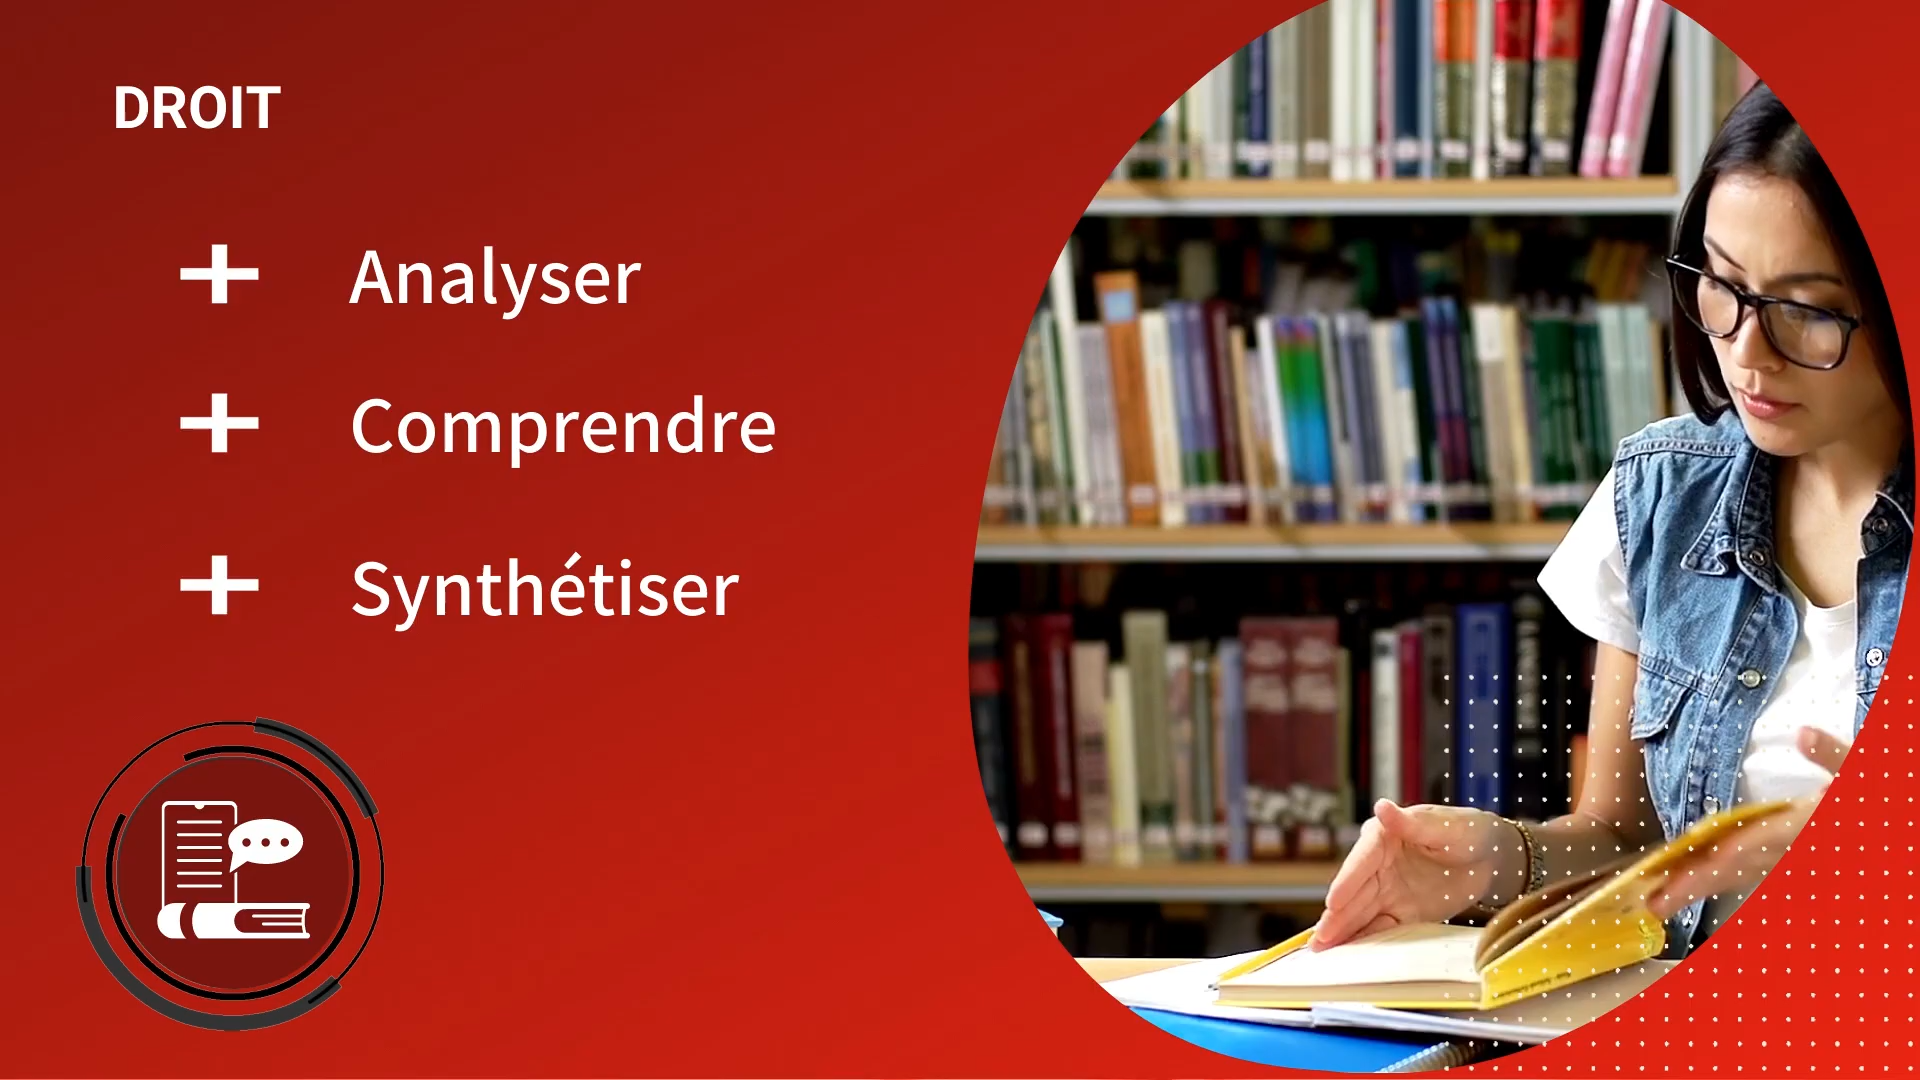 DROIT
+ Analyser
+ Comprendre
+ Synthétiser